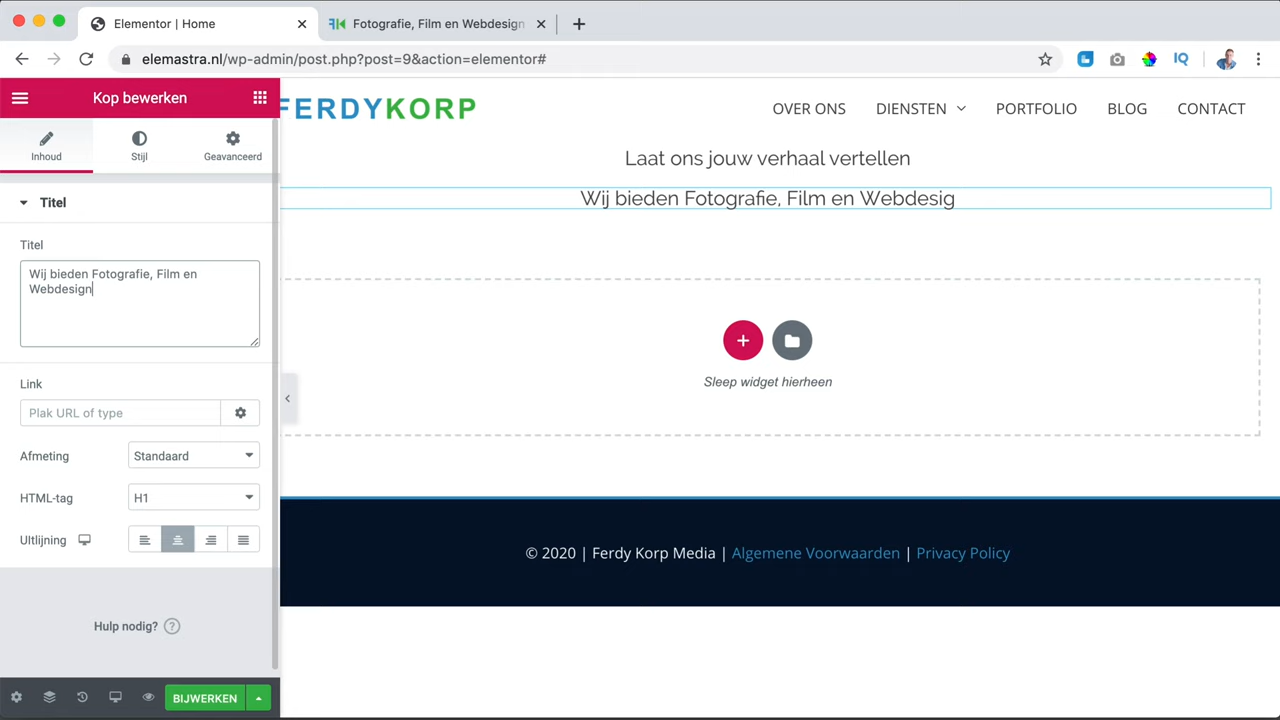 Elementor | Home
Fotografie, Film en Webdesign
elemastra.nl/wp-admin/post.php?post=9&action=elementor#
IQ
Kop bewerken
Inhoud
Stijl
Geavanceerd
Titel
Titel
Wij bieden Fotografie, Film en
Webdesign
Link
Plak URL of type
Afmeting
Standaard
HTML-tag
H1
UItlijning
Hulp nodig? ?
BIJWERKEN
FERDYKORP
OVER ONS
DIENSTEN
PORTFOLIO
BLOG
CONTACT
Laat ons jouw verhaal vertellen
Wij bieden Fotografie, Film en Webdesig
Sleep widget hierheen
© 2020 | Ferdy Korp Media | Algemene Voorwaarden | Privacy Policy